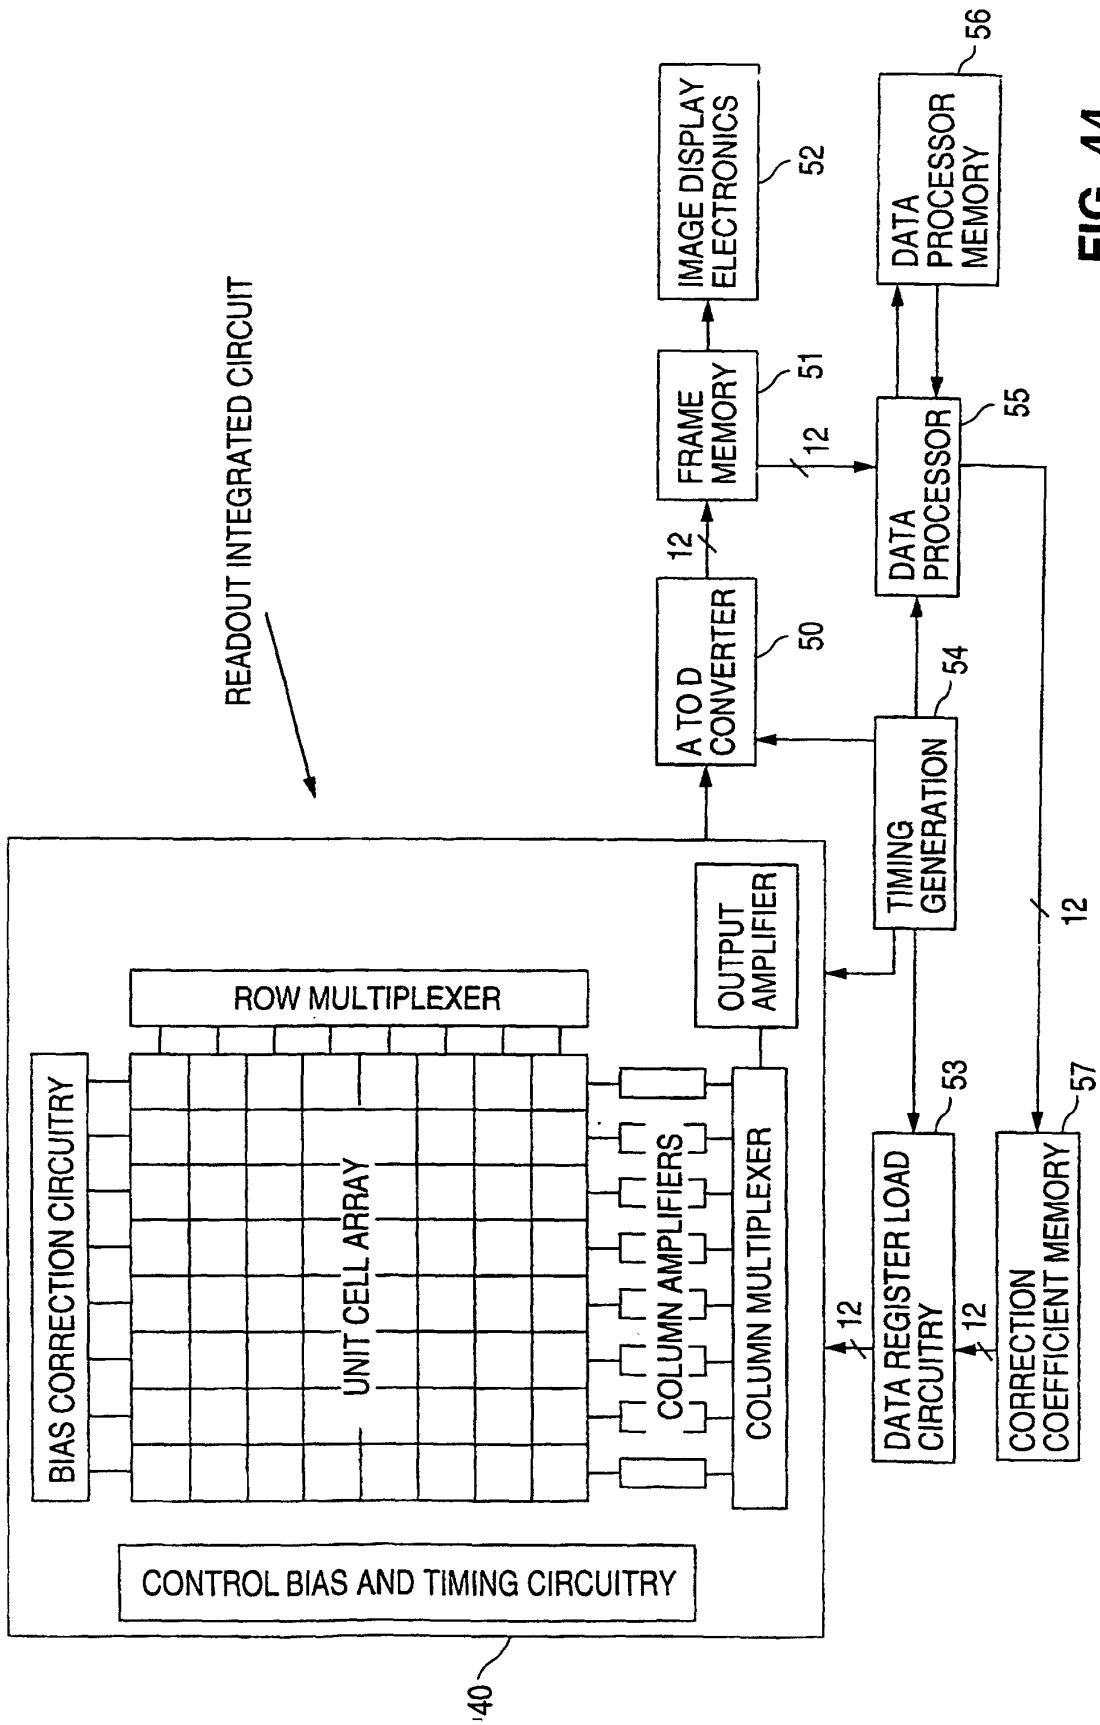 READOUT INTEGRATED CIRCUIT
40
CONTROL BIAS AND TIMING CIRCUITRY
BIAS CORRECTION CIRCUITRY
UNIT CELL ARRAY
ROW MULTIPLEXER
COLUMN AMPLIFIERS
COLUMN MULTIPLEXER
OUTPUT
AMPLIFIER
A TO D
CONVERTER
50
12
FRAME
MEMORY
51
12
IMAGE DISPLAY
ELECTRONICS
52
12
DATA REGISTER LOAD
CIRCUITRY
53
TIMING
GENERATION
54
DATA
PROCESSOR
55
DATA
PROCESSOR
MEMORY
56
12
CORRECTION
COEFFICIENT MEMORY
57
12
FIG. 44